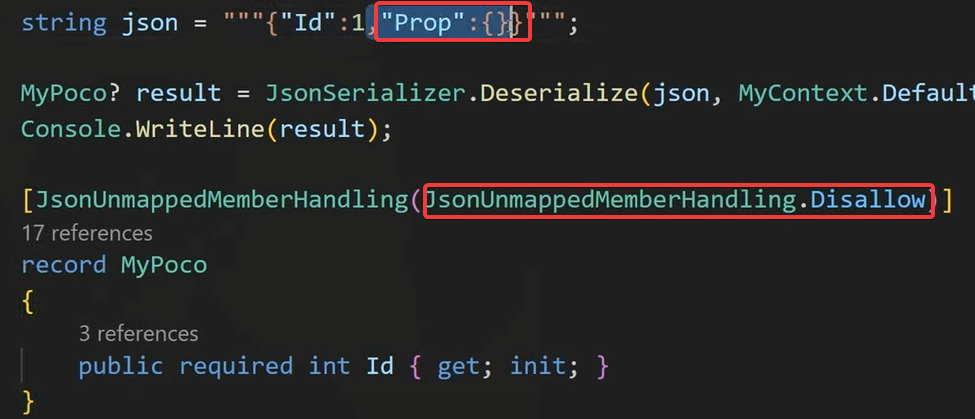 string json = """{"Id":1,"Prop":{}}""";
MyPoco? result = JsonSerializer.Deserialize(json, MyContext.Default
Console.WriteLine(result);
[JsonUnmappedMemberHandling(JsonUnmappedMemberHandling.Disallow)]
17 references
record MyPoco
{
3 references
public required int Id { get; init; }
}